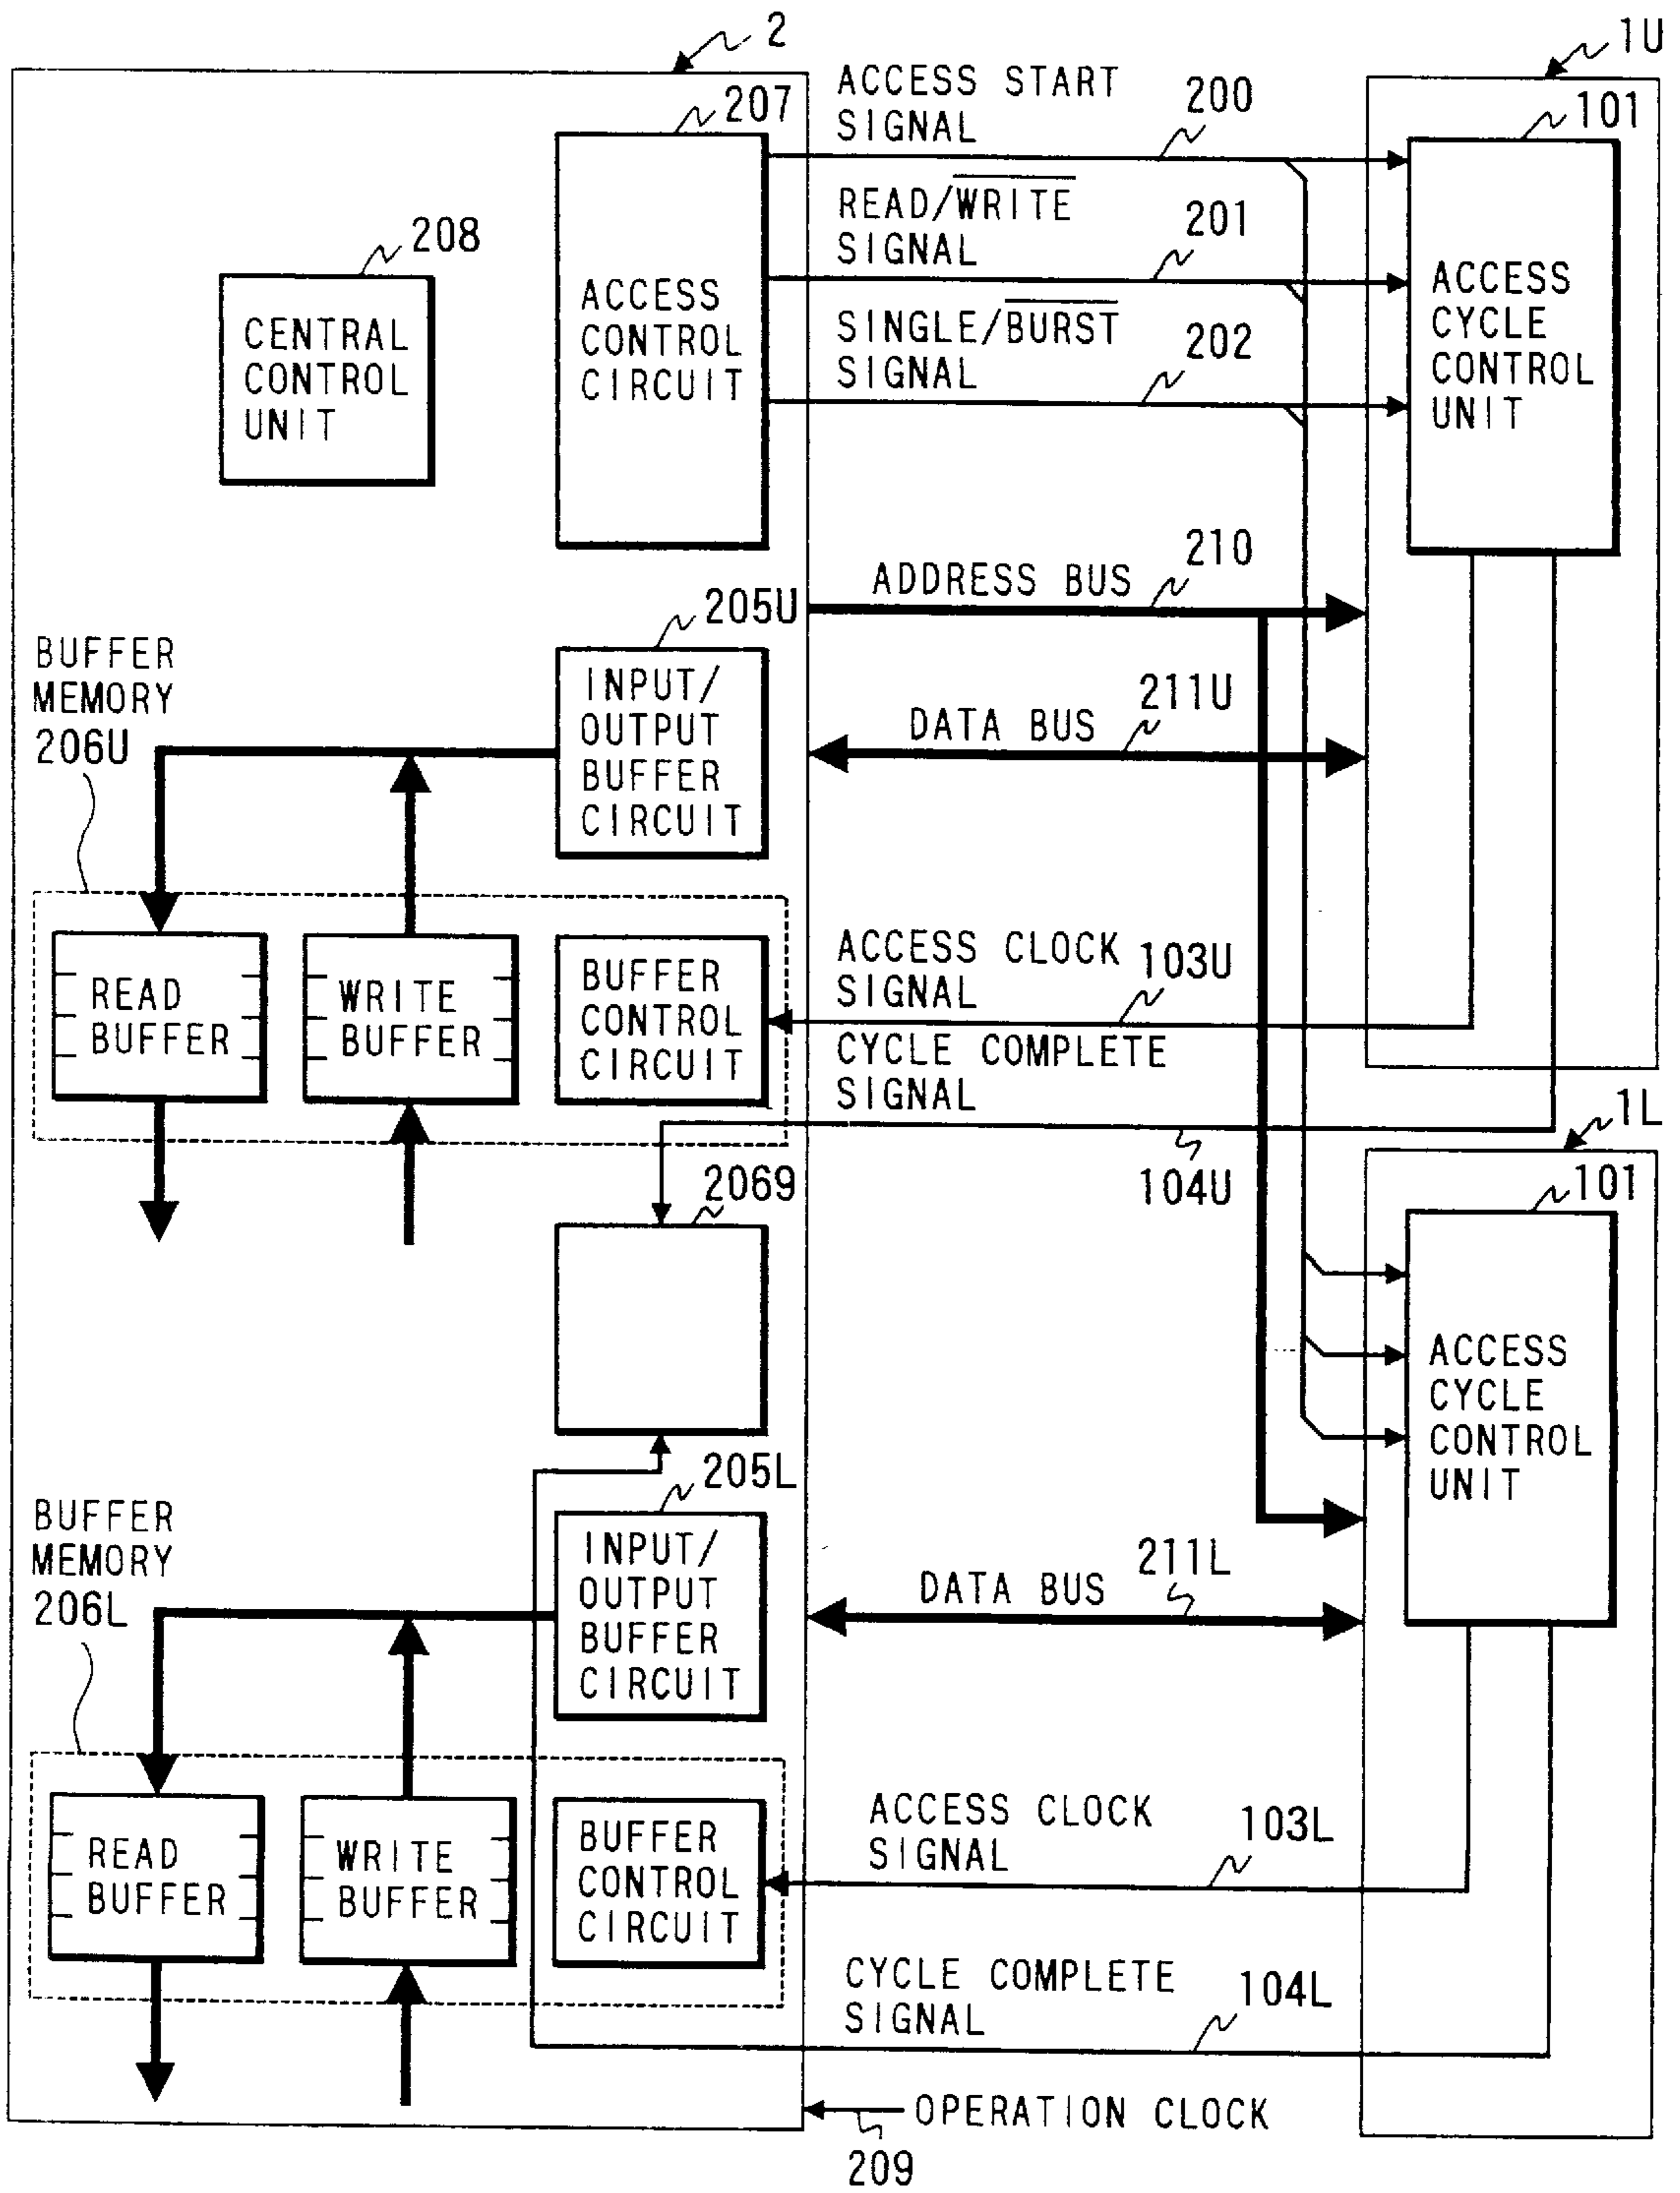 2
1U
207
ACCESS START
SIGNAL
200
101
READ/WRITE
SIGNAL
201
208
CENTRAL
CONTROL
UNIT
ACCESS
CONTROL
CIRCUIT
SINGLE/BURST
SIGNAL
202
ACCESS
CYCLE
CONTROL
UNIT
ADDRESS BUS
210
205U
BUFFER
MEMORY
206U
INPUT/
OUTPUT
BUFFER
CIRCUIT
DATA BUS
211U
READ
BUFFER
WRITE
BUFFER
BUFFER
CONTROL
CIRCUIT
ACCESS CLOCK
SIGNAL
103U
CYCLE COMPLETE
SIGNAL
104U
1L
2069
101
ACCESS
CYCLE
CONTROL
UNIT
205L
BUFFER
MEMORY
206L
INPUT/
OUTPUT
BUFFER
CIRCUIT
DATA BUS
211L
READ
BUFFER
WRITE
BUFFER
BUFFER
CONTROL
CIRCUIT
ACCESS CLOCK
SIGNAL
103L
CYCLE COMPLETE
SIGNAL
104L
OPERATION CLOCK
209